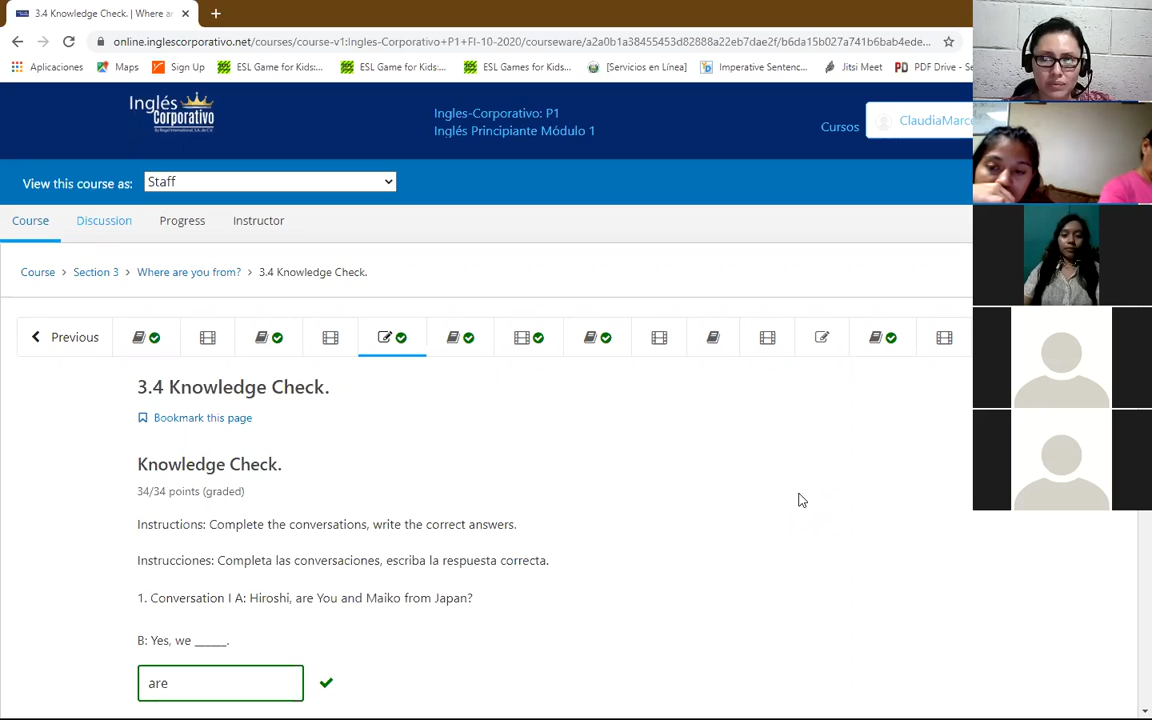 3.4 Knowledge Check. | Where ar
online.inglescorporativo.net/courses/course-v1:Ingles-Corporativo+P1+FI-10-2020/courseware/a2a0b1a38455453d82888a22eb7dae2f/b6da15b027a741b6bab4ede...
Aplicaciones Maps Sign Up ESL Game for Kids:... ESL Game for Kids:... ESL Games for Kids:... [Servicios en Línea] Imperative Sentenc... Jitsi Meet PDF Drive - Se
Inglés
Corporativo
Ingles-Corporativo: P1
Inglés Principiante Módulo 1
Cursos
ClaudiaMarce
View this course as: Staff
Course Discussion Progress Instructor
Course > Section 3 > Where are you from? > 3.4 Knowledge Check.
Previous
3.4 Knowledge Check.
Bookmark this page
Knowledge Check.
34/34 points (graded)
Instructions: Complete the conversations, write the correct answers.
Instrucciones: Completa las conversaciones, escriba la respuesta correcta.
1. Conversation I A: Hiroshi, are You and Maiko from Japan?
B: Yes, we ______.
are